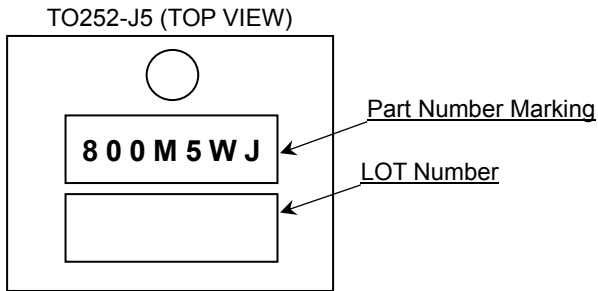 TO252-J5 (TOP VIEW)
Part Number Marking
8 0 0 M 5 W J
LOT Number